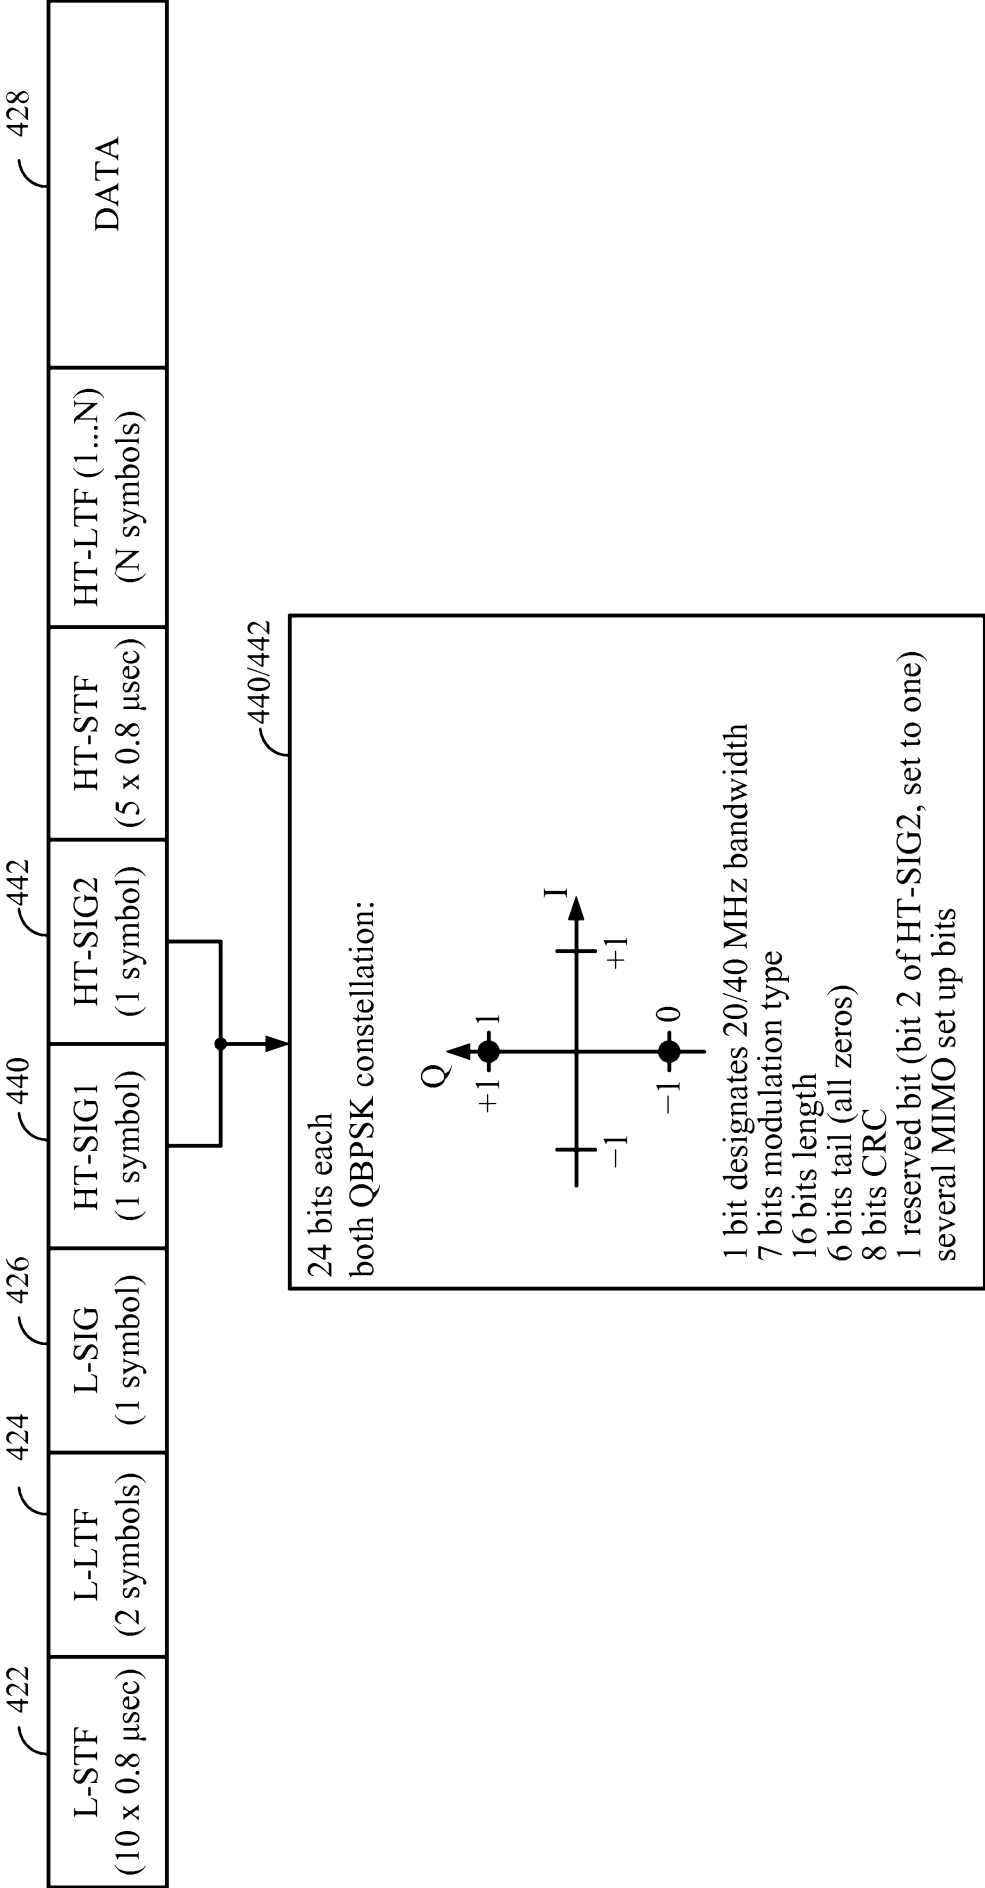 422
424
426
440
442
428
L-STF
(10 x 0.8 μsec)
L-LTF
(2 symbols)
L-SIG
(1 symbol)
HT-SIG1
(1 symbol)
HT-SIG2
(1 symbol)
HT-STF
(5 x 0.8 μsec)
HT-LTF (1...N)
(N symbols)
DATA
440/442
24 bits each
both QBPSK constellation:
Q
+1 1
I
−1 +1
−1 0
1 bit designates 20/40 MHz bandwidth
7 bits modulation type
16 bits length
6 bits tail (all zeros)
8 bits CRC
1 reserved bit (bit 2 of HT-SIG2, set to one)
several MIMO set up bits